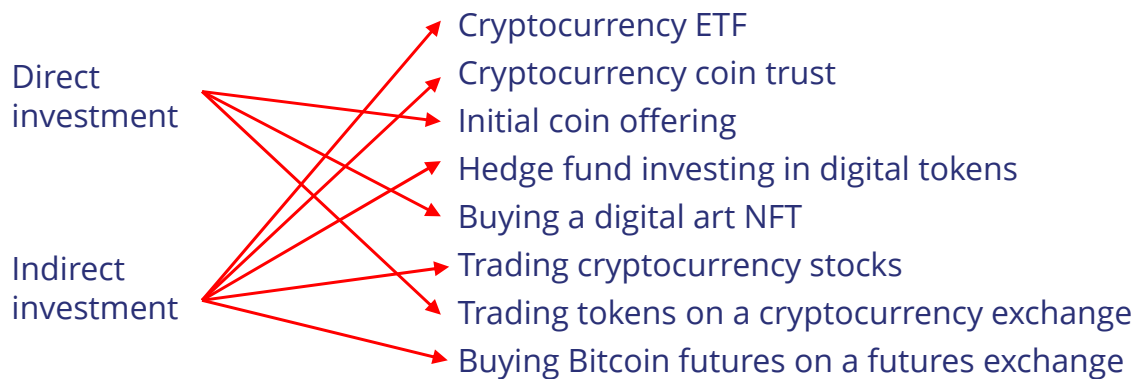 Direct
investment
Indirect
investment
Cryptocurrency ETF
Cryptocurrency coin trust
Initial coin offering
Hedge fund investing in digital tokens
Buying a digital art NFT
Trading cryptocurrency stocks
Trading tokens on a cryptocurrency exchange
Buying Bitcoin futures on a futures exchange